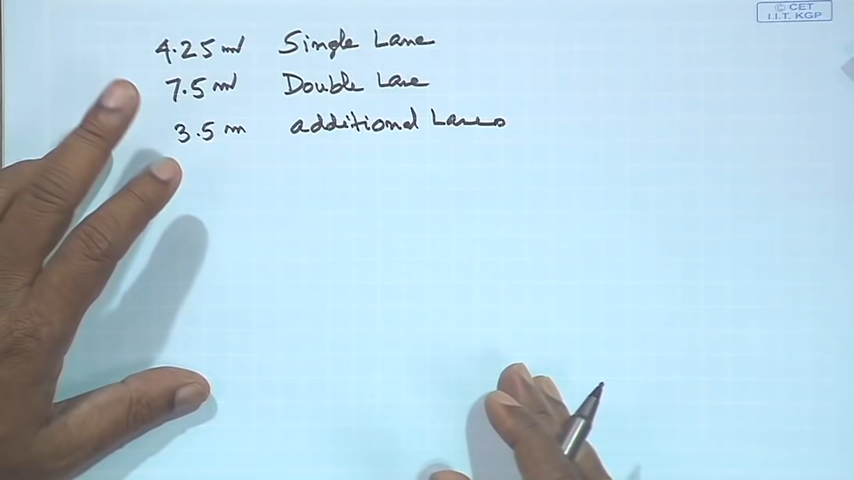 © CET
I.I.T. KGP
4.25 m Single Lane
7.5 m Double Lane
3.5 m additional Lanes